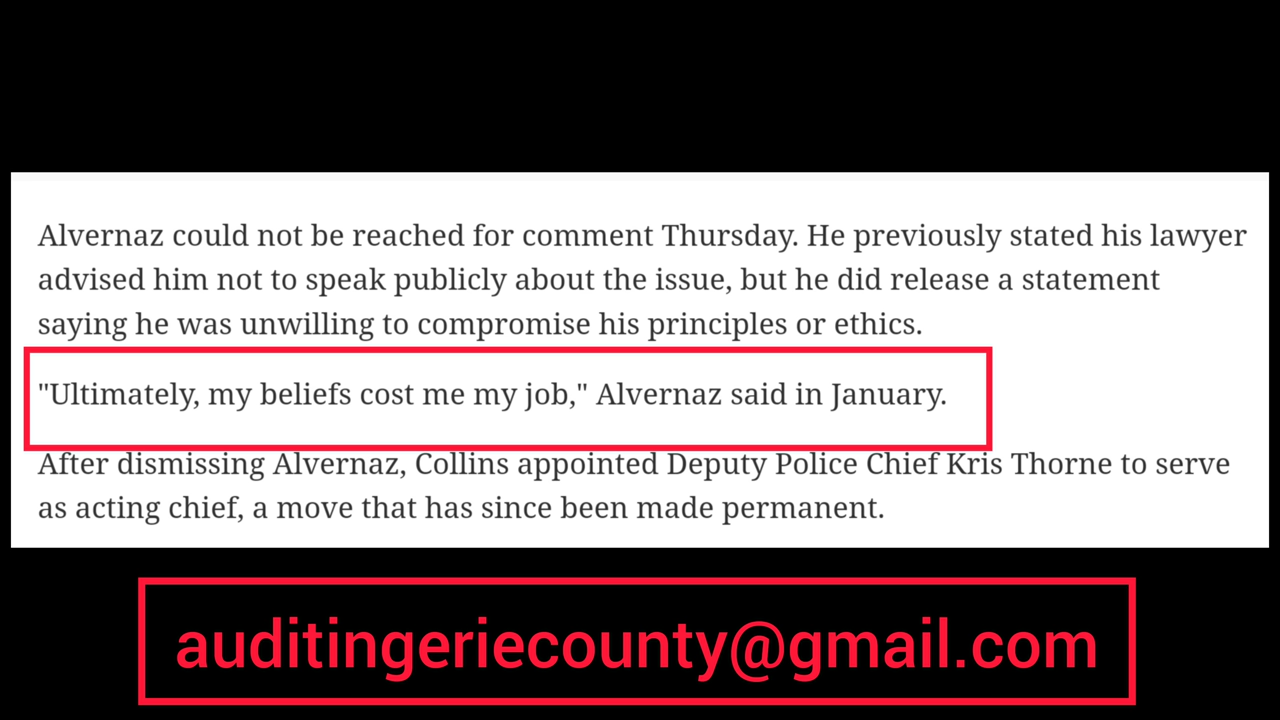 Alvernaz could not be reached for comment Thursday. He previously stated his lawyer
advised him not to speak publicly about the issue, but he did release a statement
saying he was unwilling to compromise his principles or ethics.
"Ultimately, my beliefs cost me my job," Alvernaz said in January.
After dismissing Alvernaz, Collins appointed Deputy Police Chief Kris Thorne to serve
as acting chief, a move that has since been made permanent.
auditingeriecounty@gmail.com